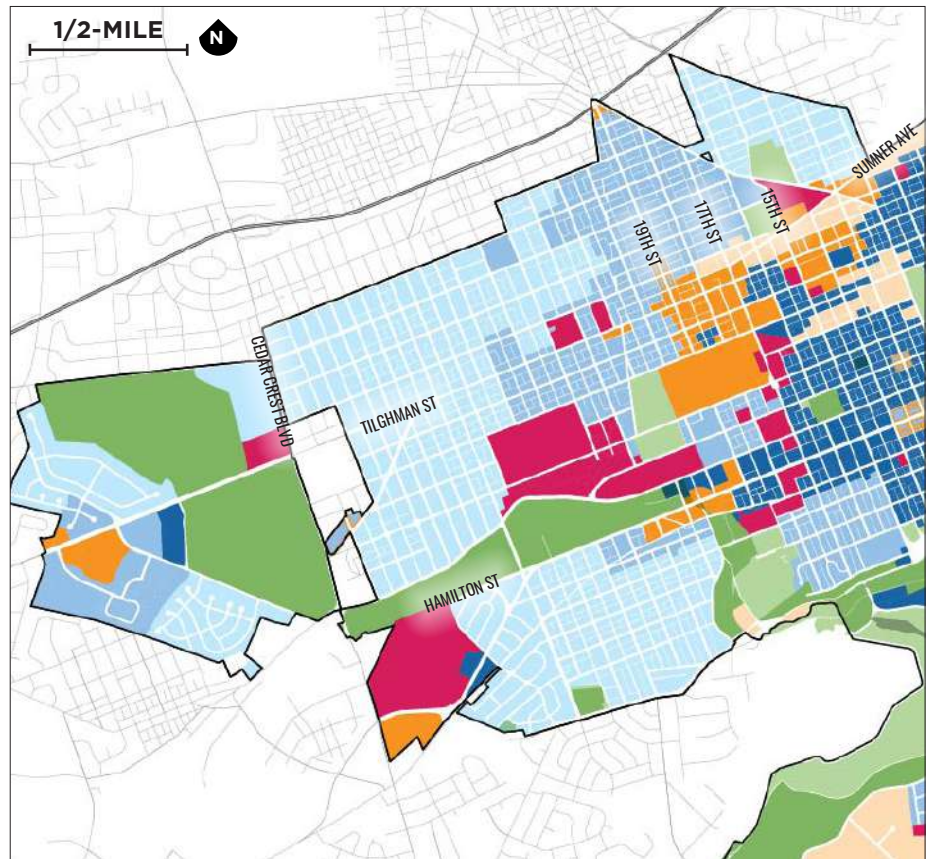 1/2-MILE
N
SUMNER AVE
15TH ST
17TH ST
19TH ST
CEDAR CREST BLVD
TILGHMAN ST
HAMILTON ST